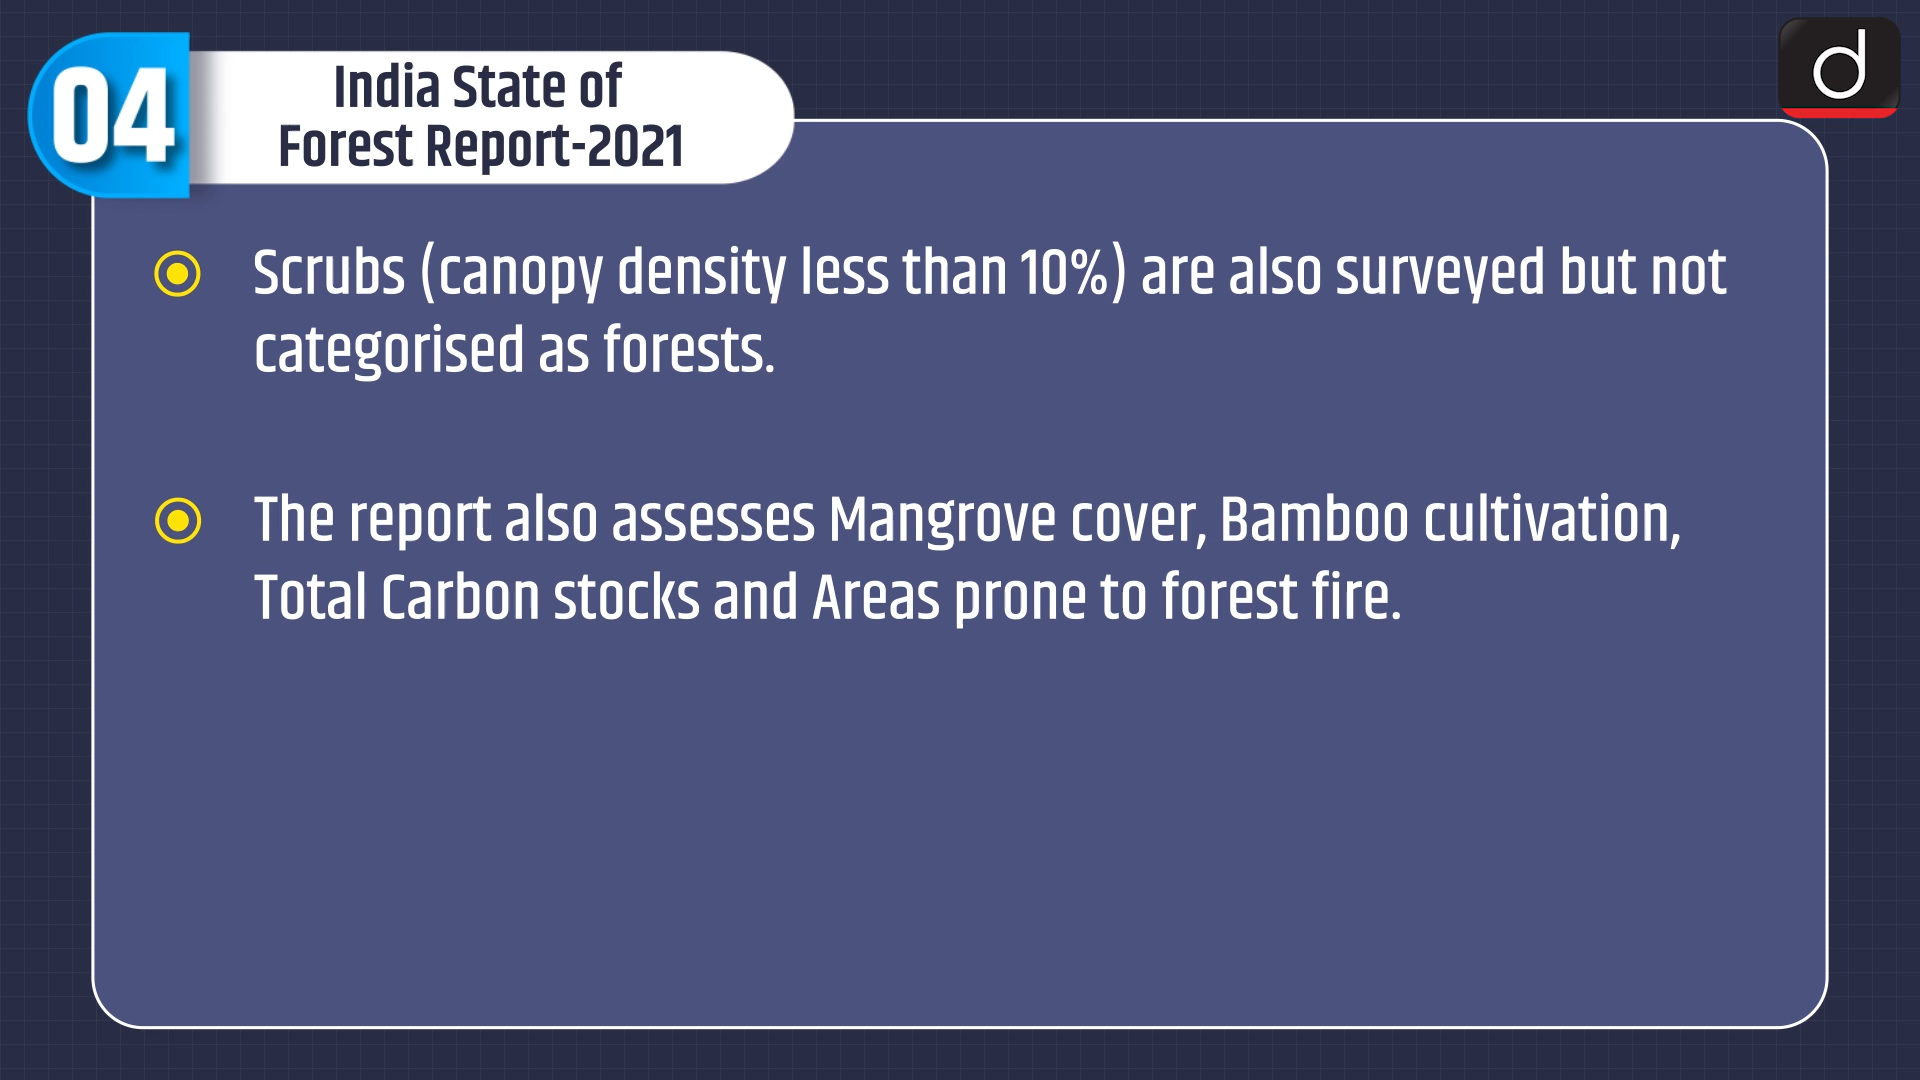 04
India State of
Forest Report-2021
d
Scrubs (canopy density less than 10%) are also surveyed but not
categorised as forests.
The report also assesses Mangrove cover, Bamboo cultivation,
Total Carbon stocks and Areas prone to forest fire.